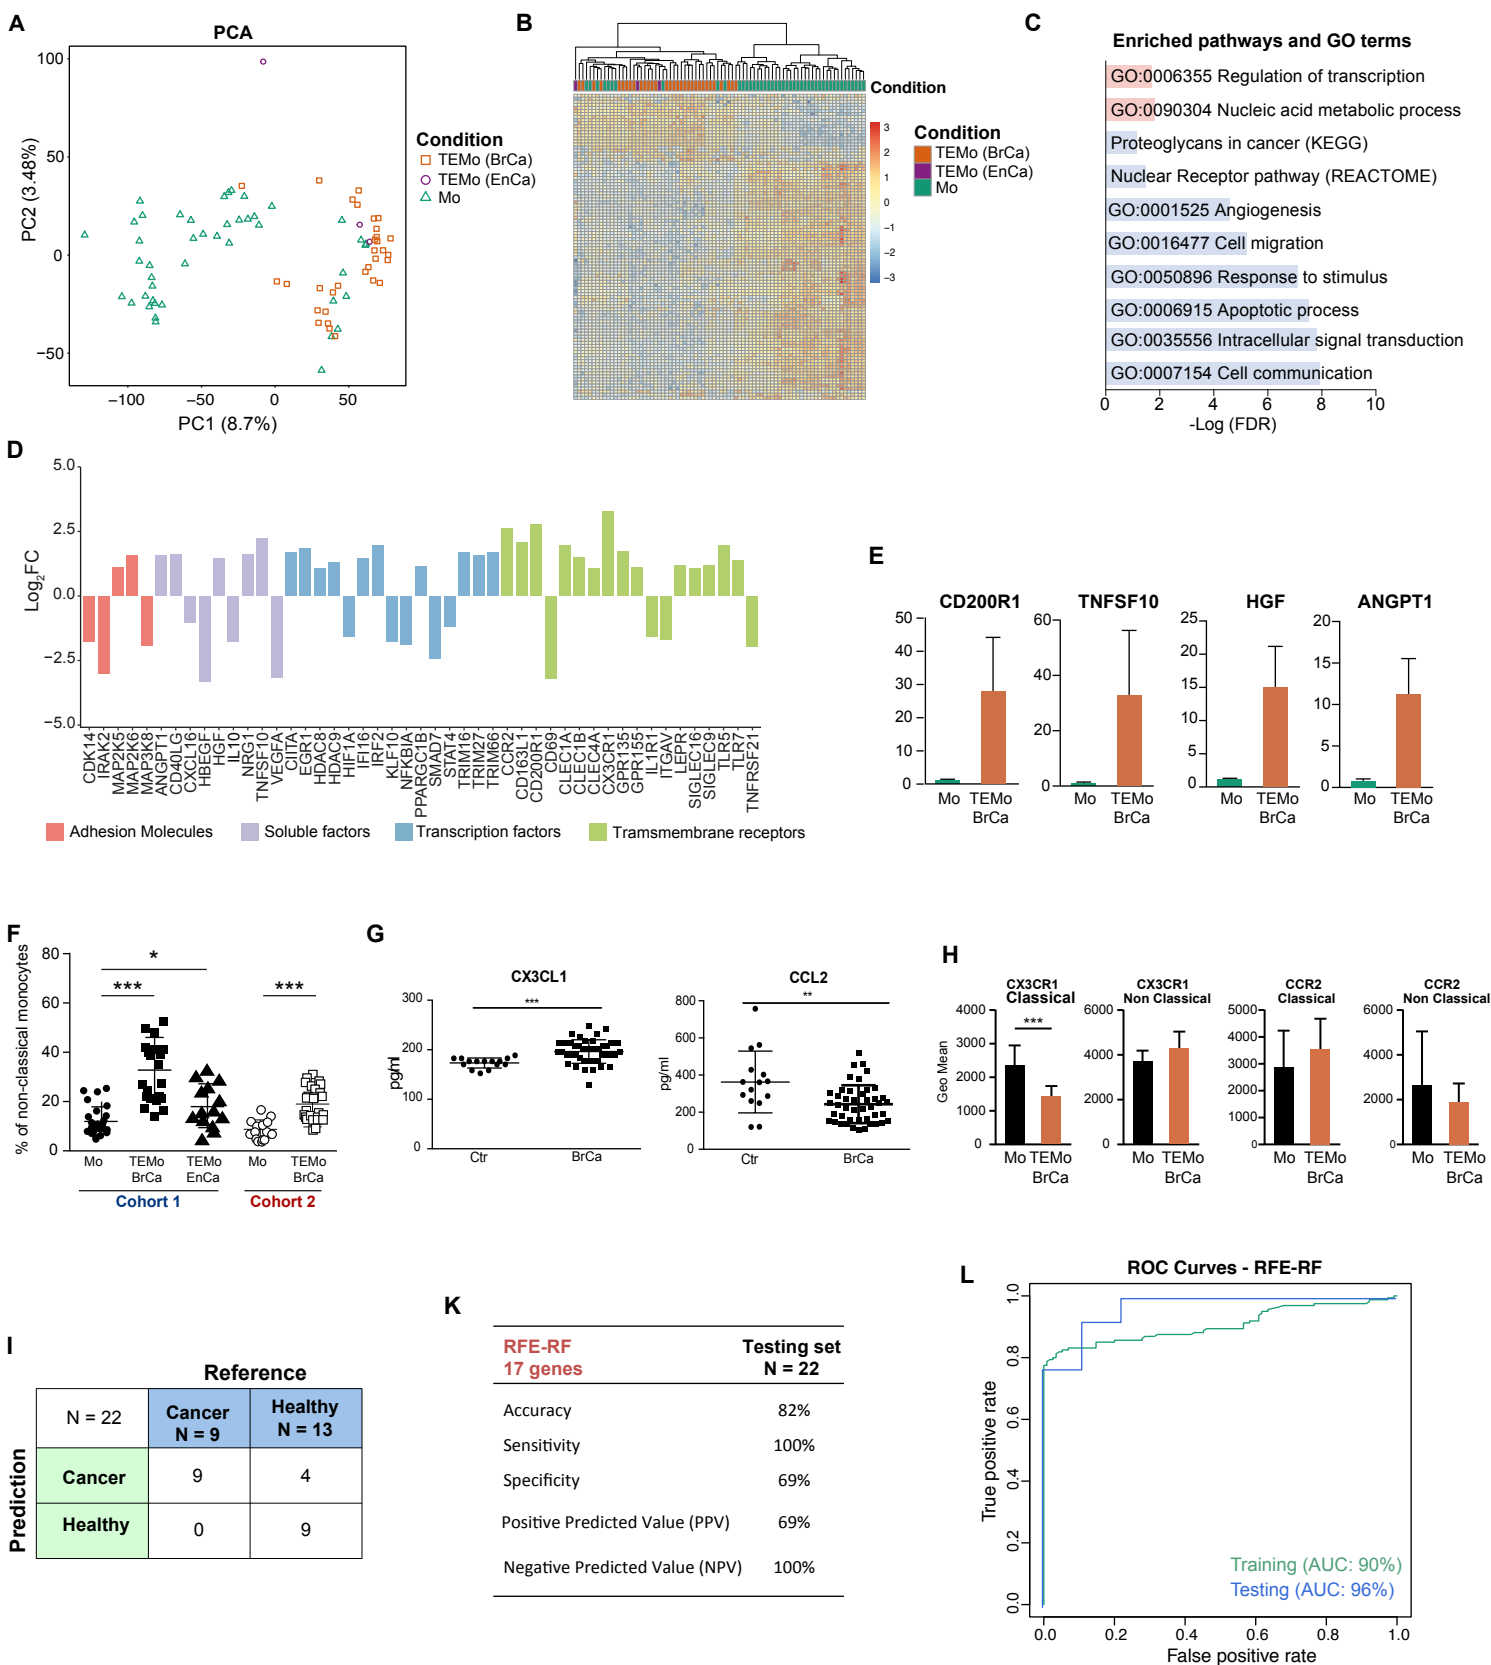 A
PCA
100
50
0
−50
PC2 (3.48%)
−100
−50
0
50
PC1 (8.7%)
Condition
TEMo (BrCa)
TEMo (EnCa)
Mo
B
Condition
3
2
1
0
−1
−2
−3
Condition
TEMo (BrCa)
TEMo (EnCa)
Mo
C
Enriched pathways and GO terms
GO:0006355 Regulation of transcription
GO:0090304 Nucleic acid metabolic process
Proteoglycans in cancer (KEGG)
Nuclear Receptor pathway (REACTOME)
GO:0001525 Angiogenesis
GO:0016477 Cell migration
GO:0050896 Response to stimulus
GO:0006915 Apoptotic process
GO:0035556 Intracellular signal transduction
GO:0007154 Cell communication
0 2 4 6 8 10
-Log (FDR)
D
5.0
2.5
0.0
−2.5
−5.0
Log2FC
CDK14
IRAK2
MAP2K5
MAP2K6
MAP3K8
ANGPT1
CD40LG
CXCL16
HBEGF
HGF
IL10
NRG1
TNFSF10
VEGFA
CIITA
EGR1
HDAC8
HDAC9
HIF1A
IFI16
IRF2
KLF10
NFKBIA
PPARGC1B
SMAD7
STAT4
TRIM16
TRIM27
TRIM66
CCR2
CD163L1
CD200R1
CD69
CLEC1A
CLEC1B
CLEC4A
CX3CR1
GPR135
GPR155
IL1R1
ITGAV
LEPR
SIGLEC16
SIGLEC9
TLR5
TLR7
TNFRSF21
Adhesion Molecules
Soluble factors
Transcription factors
Tramsmembrane receptors
E
CD200R1
50
40
30
20
10
0
Mo TEMo
BrCa
TNFSF10
60
40
20
0
Mo TEMo
BrCa
HGF
25
20
15
10
5
0
Mo TEMo
BrCa
ANGPT1
20
15
10
5
0
Mo TEMo
BrCa
F
% of non-classical monocytes
80
60
40
20
0
***
*
***
Mo TEMo TEMo Mo TEMo
BrCa EnCa BrCa
Cohort 1 Cohort 2
G
CX3CL1
***
300
200
100
0
pg/ml
Ctr BrCa
CCL2
**
800
600
400
200
0
pg/ml
Ctr BrCa
H
CX3CR1
Classical
***
4000
3000
2000
1000
0
Geo Mean
Mo TEMo
BrCa
CX3CR1
Non Classical
6000
4000
2000
0
Mo TEMo
BrCa
CCR2
Classical
5000
4000
3000
2000
1000
0
Mo TEMo
BrCa
CCR2
Non Classical
6000
4000
2000
0
Mo TEMo
BrCa
I
Reference
Prediction
N = 22
Cancer
N = 9
Healthy
N = 13
Cancer 9 4
Healthy 0 9
K
RFE-RF
17 genes
Testing set
N = 22
Accuracy 82%
Sensitivity 100%
Specificity 69%
Positive Predicted Value (PPV) 69%
Negative Predicted Value (NPV) 100%
L
ROC Curves - RFE-RF
1.0
0.8
0.6
0.4
0.2
0.0
True positive rate
Training (AUC: 90%)
Testing (AUC: 96%)
0.0 0.2 0.4 0.6 0.8 1.0
False positive rate